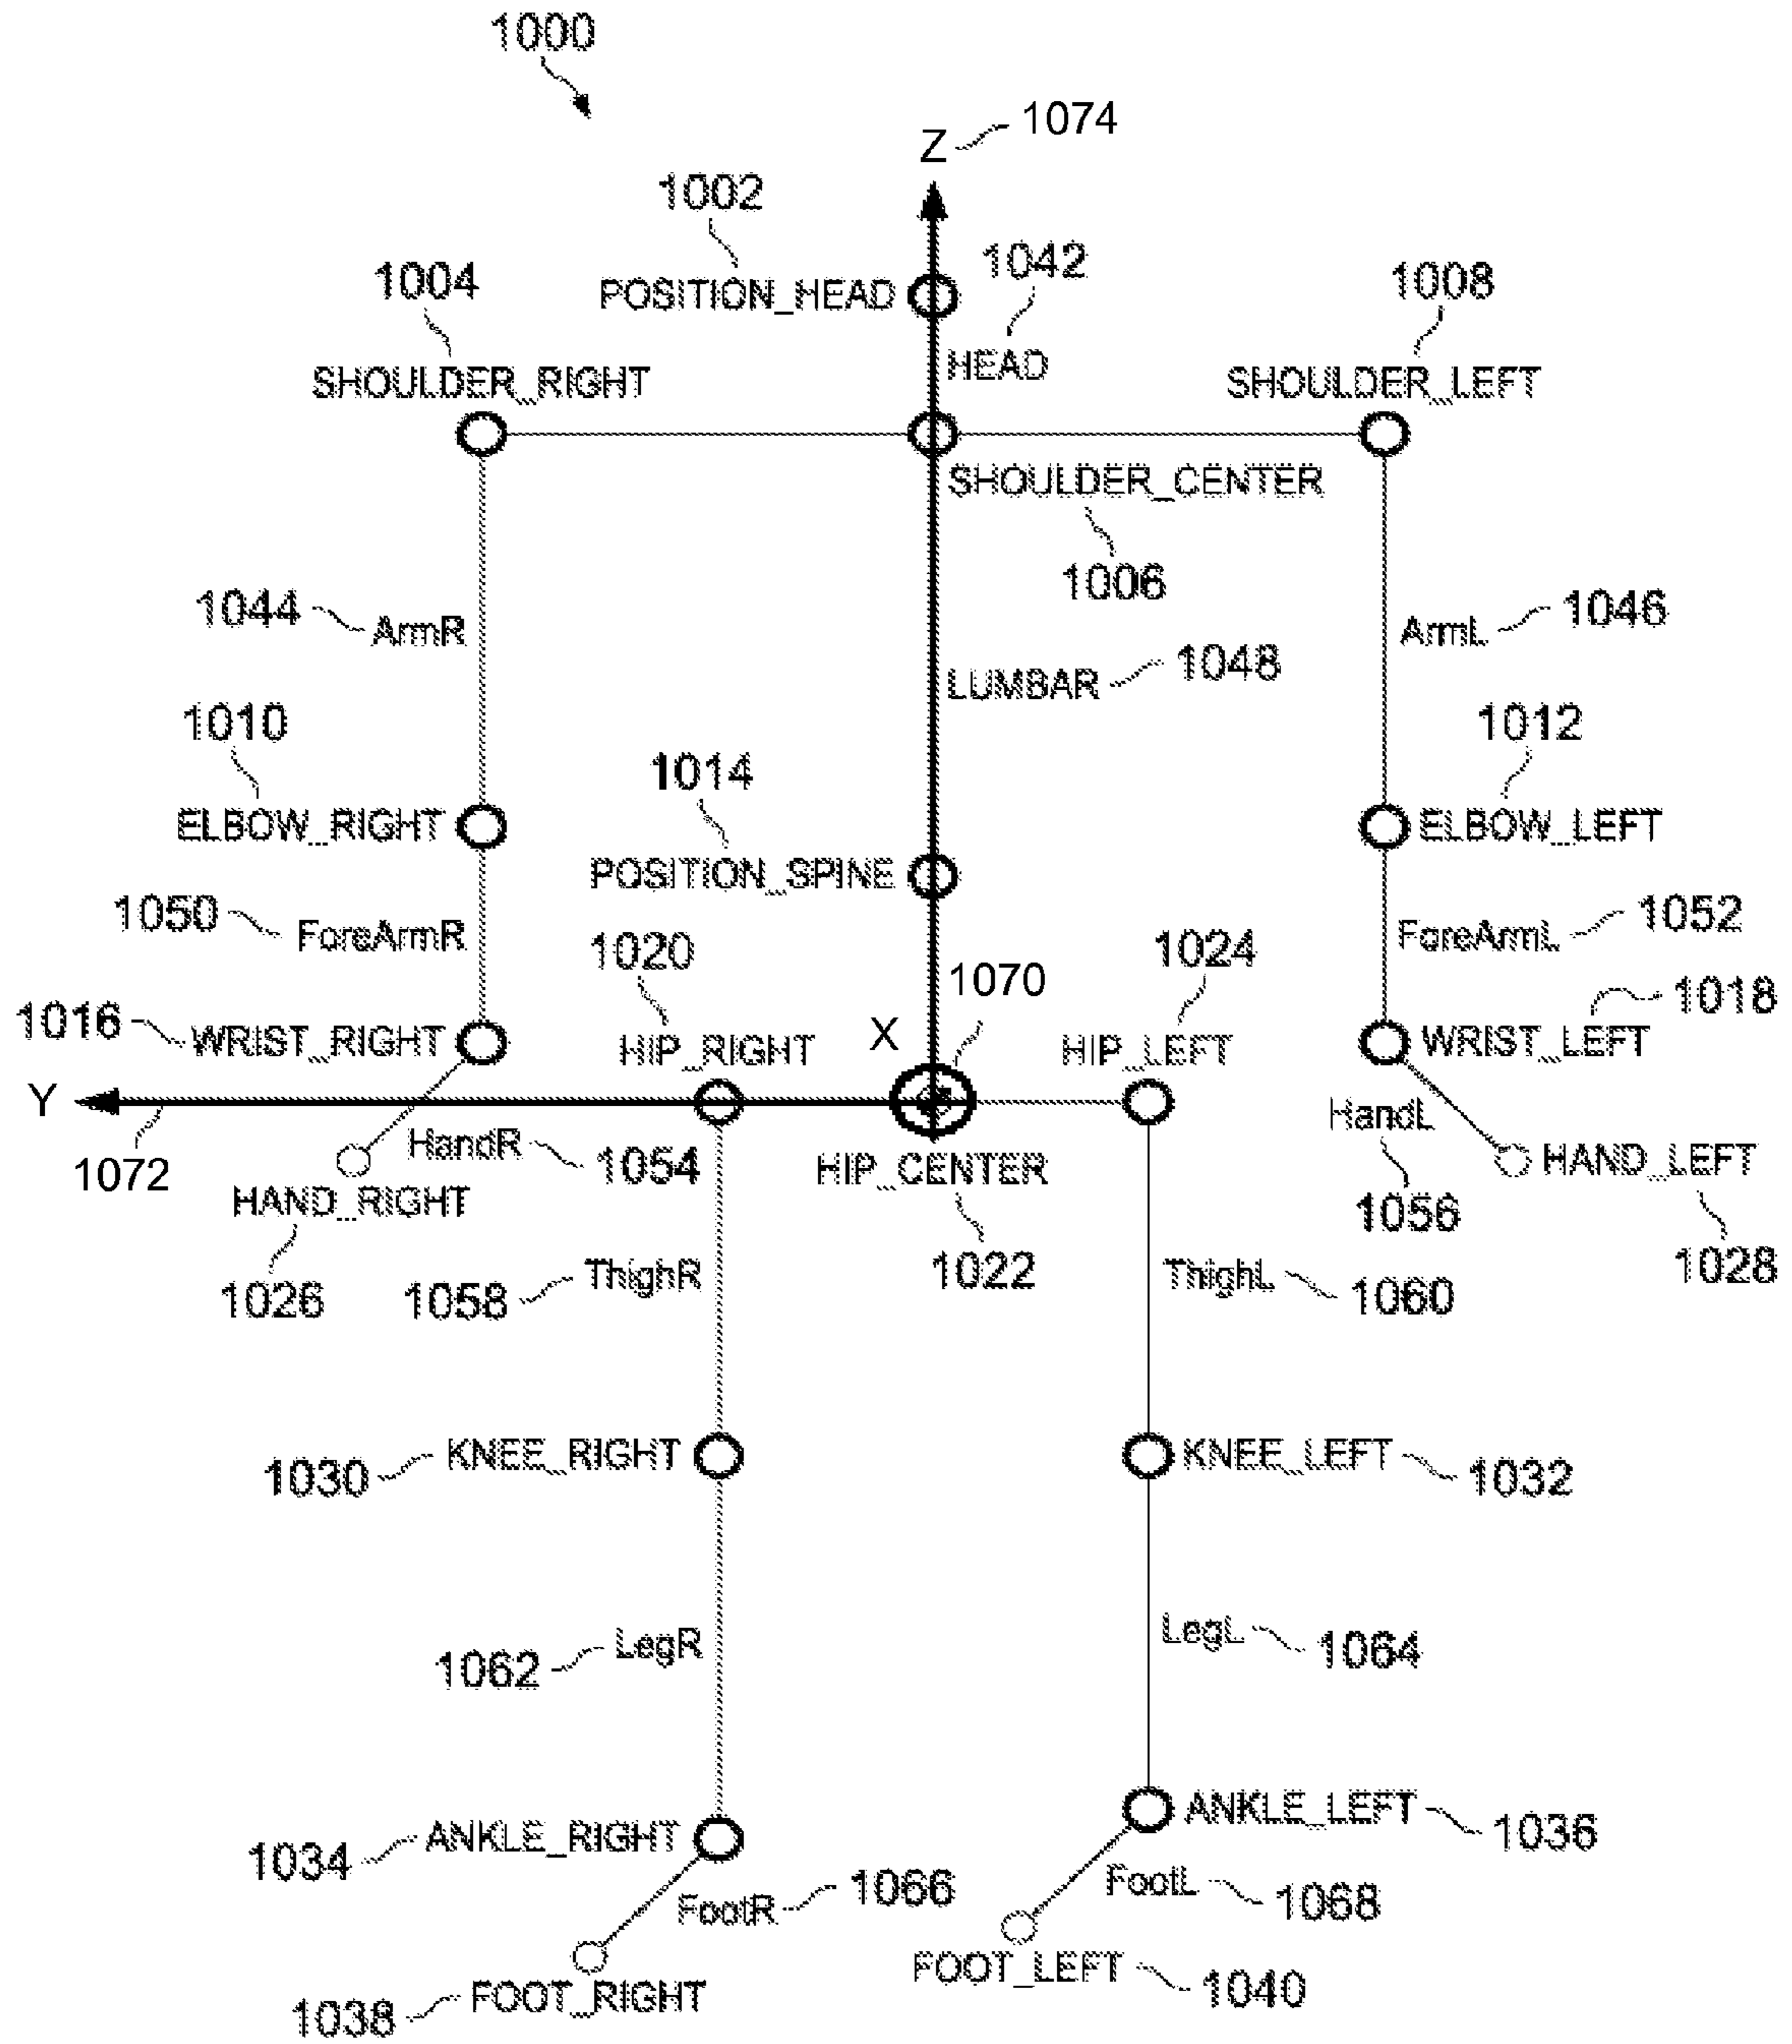 1000
Z 1074
1002
POSITION_HEAD
1042
HEAD
1004
SHOULDER_RIGHT
1008
SHOULDER_LEFT
SHOULDER_CENTER
1006
1044 ArmR
ArmL 1046
LUMBAR 1048
1010
ELBOW_RIGHT
1012
ELBOW_LEFT
1014
POSITION_SPINE
1050 ForeArmR
ForeArmL 1052
1020
HIP_RIGHT
1070
X
1024
HIP_LEFT
1016 WRIST_RIGHT
WRIST_LEFT 1018
Y
1072
HandR 1054
HAND_RIGHT
1026
HIP_CENTER
1022
HandL
1056
HAND_LEFT
1028
ThighR
1058
ThighL
1060
1030 KNEE_RIGHT
KNEE_LEFT 1032
LegR
1062
LegL 1064
1034 ANKLE_RIGHT
ANKLE_LEFT 1036
FootR 1066
FootL 1068
1038 FOOT_RIGHT
FOOT_LEFT 1040